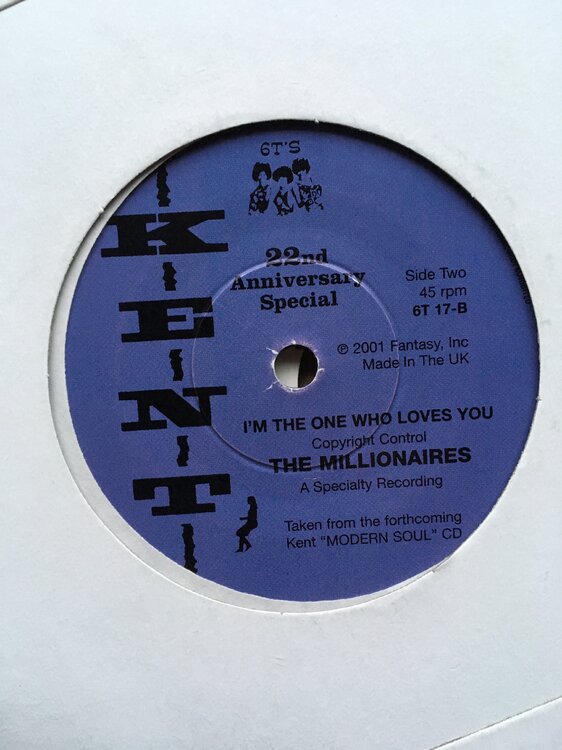 6T'S
KENT
22nd
Anniversary
Special
Side Two
45 rpm
6T 17-B
℗ 2001 Fantasy, Inc
Made In The UK
I'M THE ONE WHO LOVES YOU
Copyright Control
THE MILLIONAIRES
A Specialty Recording
Taken from the forthcoming
Kent "MODERN SOUL" CD